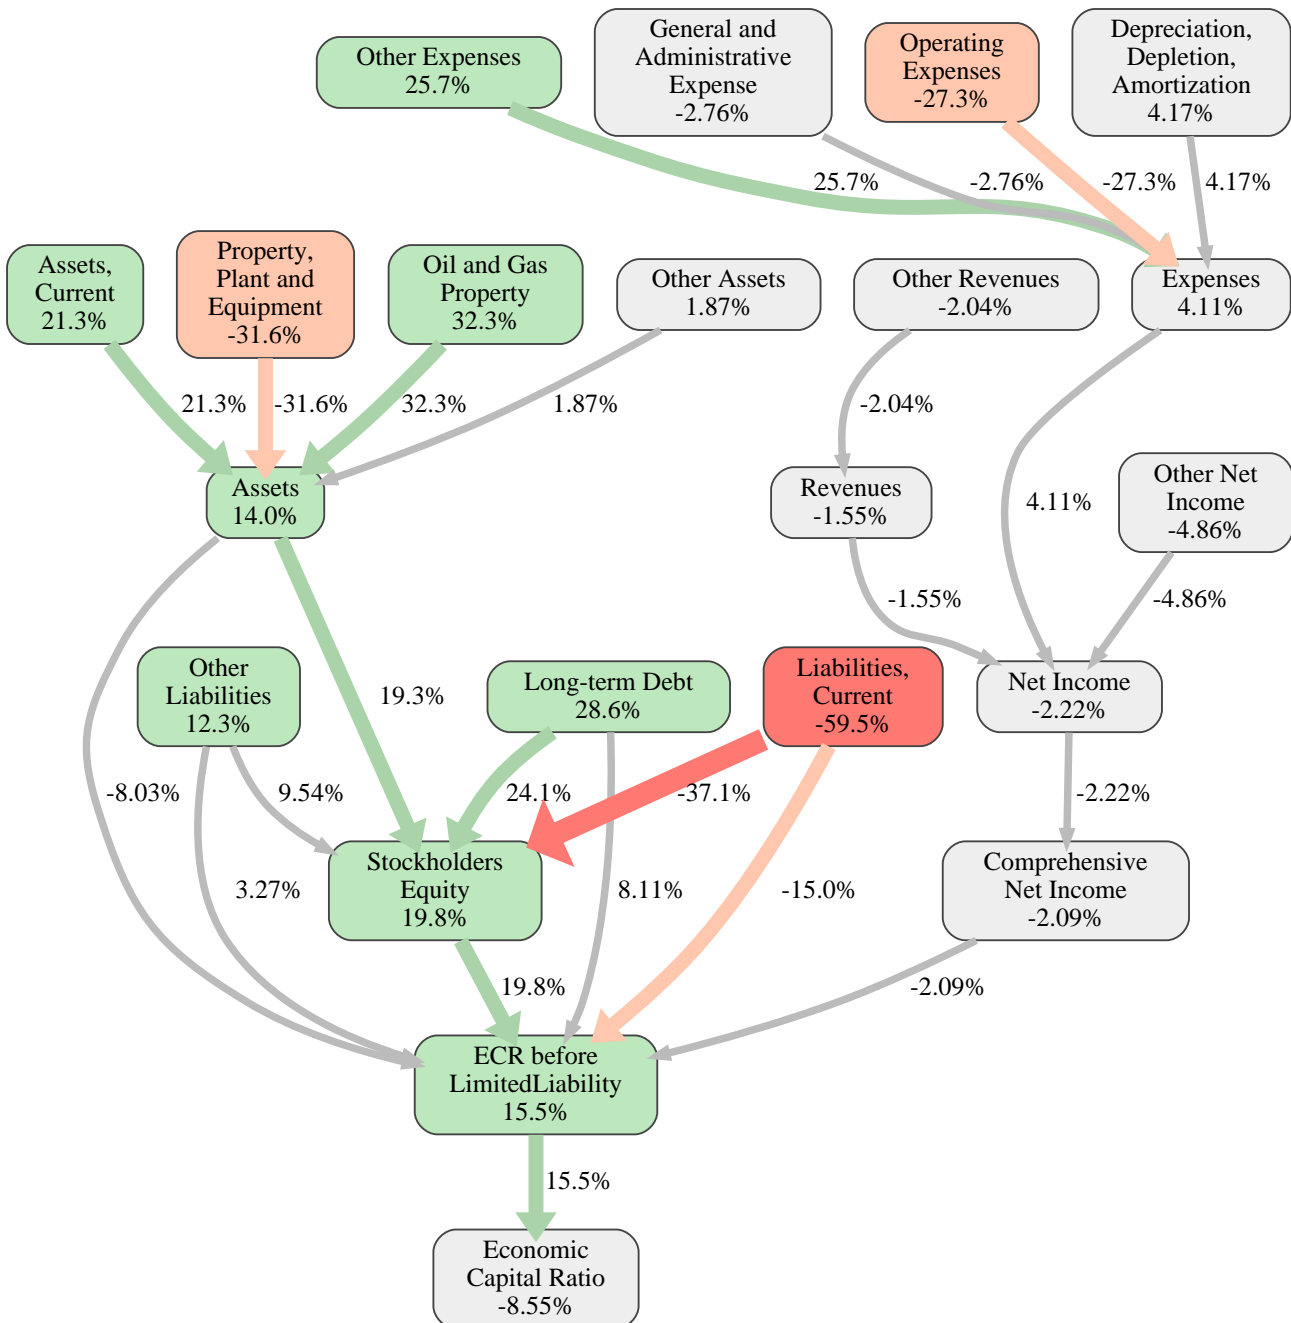 Other Expenses
25.7%
General and
Administrative
Expense
-2.76%
Operating
Expenses
-27.3%
Depreciation,
Depletion,
Amortization
4.17%
25.7%
-2.76%
-27.3%
4.17%
Assets,
Current
21.3%
Property,
Plant and
Equipment
-31.6%
Oil and Gas
Property
32.3%
Other Assets
1.87%
Other Revenues
-2.04%
Expenses
4.11%
21.3%
-31.6%
32.3%
1.87%
-2.04%
Assets
14.0%
Revenues
-1.55%
4.11%
Other Net
Income
-4.86%
-1.55%
-4.86%
Other
Liabilities
12.3%
19.3%
Long-term Debt
28.6%
Liabilities,
Current
-59.5%
Net Income
-2.22%
-8.03%
9.54%
24.1%
-37.1%
-2.22%
3.27%
Stockholders
Equity
19.8%
8.11%
-15.0%
Comprehensive
Net Income
-2.09%
19.8%
-2.09%
ECR before
LimitedLiability
15.5%
15.5%
Economic
Capital Ratio
-8.55%